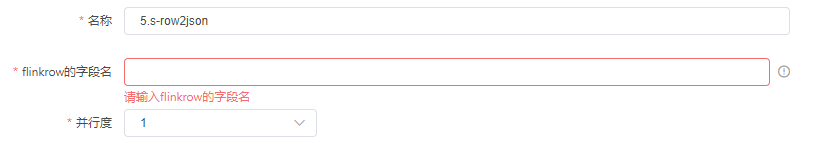 * 名称 5.s-row2json
* flinkrow的字段名
请输入flinkrow的字段名
* 并行度 1